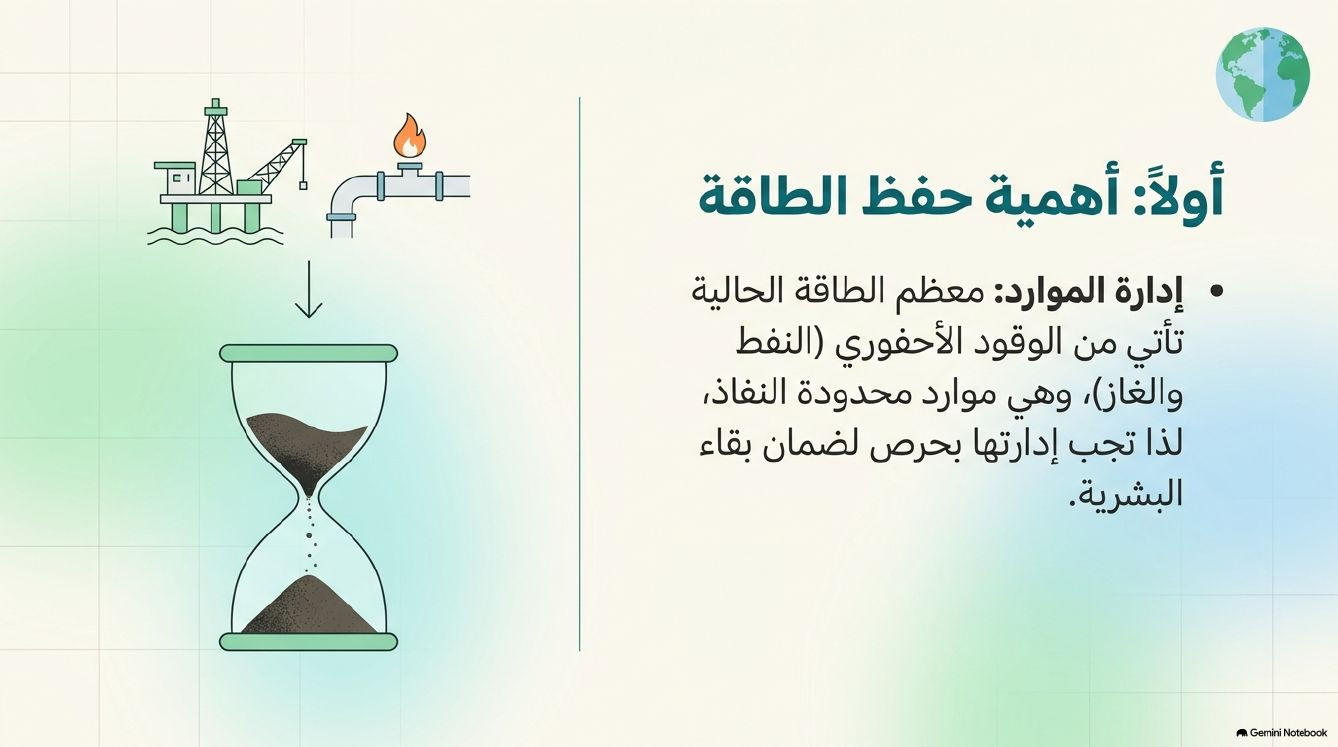 أولاً: أهمية حفظ الطاقة
• إدارة الموارد: معظم الطاقة الحالية
تأتي من الوقود الأحفوري (النفط
والغاز)، وهي موارد محدودة النفاذ،
لذا تجب إدارتها بحرص لضمان بقاء
البشرية.
Gemini Notebook